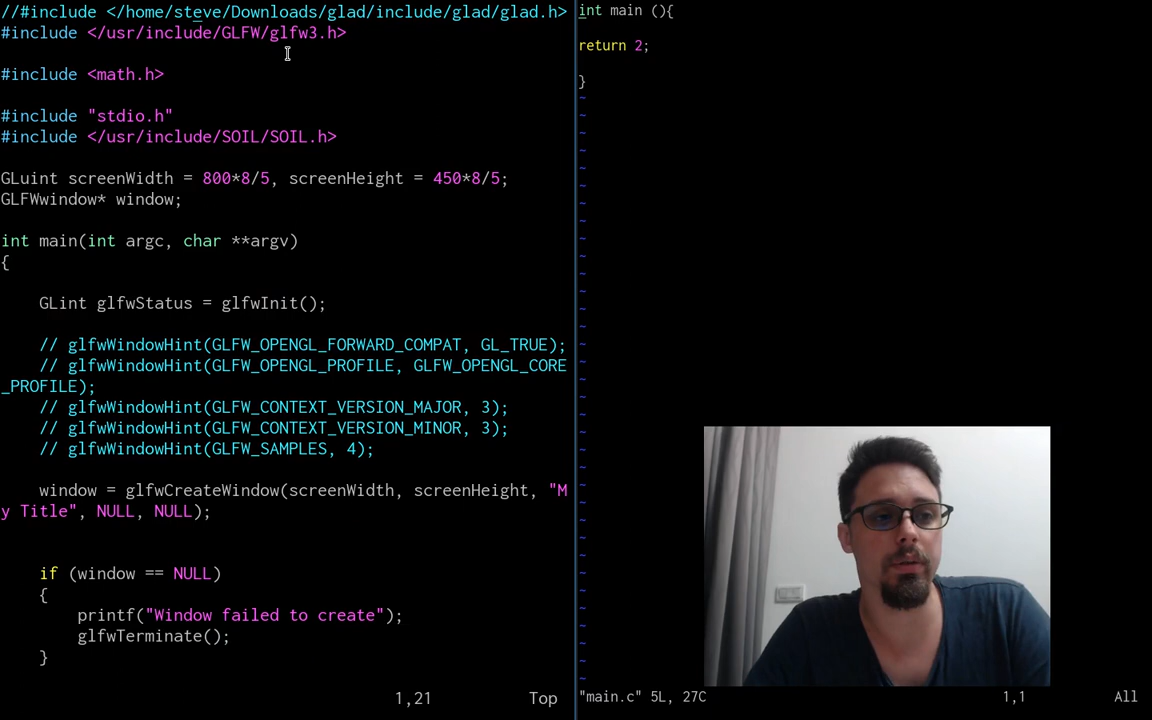 //#include </home/steve/Downloads/glad/include/glad/glad.h>
#include </usr/include/GLFW/glfw3.h>
#include <math.h>
#include "stdio.h"
#include </usr/include/SOIL/SOIL.h>
GLuint screenWidth = 800*8/5, screenHeight = 450*8/5;
GLFWwindow* window;
int main(int argc, char **argv)
{
GLint glfwStatus = glfwInit();
// glfwWindowHint(GLFW_OPENGL_FORWARD_COMPAT, GL_TRUE);
// glfwWindowHint(GLFW_OPENGL_PROFILE, GLFW_OPENGL_CORE
_PROFILE);
// glfwWindowHint(GLFW_CONTEXT_VERSION_MAJOR, 3);
// glfwWindowHint(GLFW_CONTEXT_VERSION_MINOR, 3);
// glfwWindowHint(GLFW_SAMPLES, 4);
window = glfwCreateWindow(screenWidth, screenHeight, "M
y Title", NULL, NULL);
if (window == NULL)
{
printf("Window failed to create");
glfwTerminate();
}
1,21 Top
int main (){
return 2;
}
"main.c" 5L, 27C 1,1 All